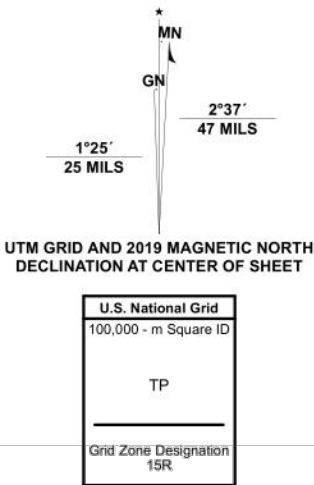 ★
MN
GN
2°37´
47 MILS
1°25´
25 MILS
UTM GRID AND 2019 MAGNETIC NORTH
DECLINATION AT CENTER OF SHEET
U.S. National Grid
100,000 - m Square ID
TP
Grid Zone Designation
15R